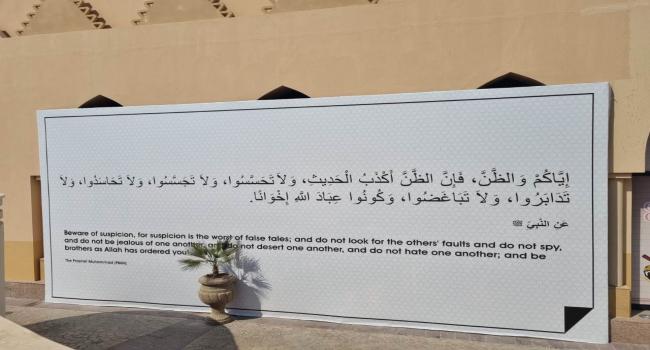 إِيَّاكُمْ وَالظَّنَّ، فَإِنَّ الظَّنَّ أَكْذَبُ الْحَدِيثِ، وَلاَ تَحَسَّسُوا، وَلاَ تَجَسَّسُوا، وَلاَ تَحَاسَدُوا، وَلاَ
تَدَابَرُوا، وَلاَ تَبَاغَضُوا، وَكُونُوا عِبَادَ اللَّهِ إِخْوَانًا.
عَنِ النَّبِيِّ ﷺ
Beware of suspicion, for suspicion is the worst of false tales; and do not look for the others' faults and do not spy,
and do not be jealous of one another, and do not desert one another, and do not hate one another; and be
brothers as Allah has ordered you
The Prophet Muhammad (PBUH)